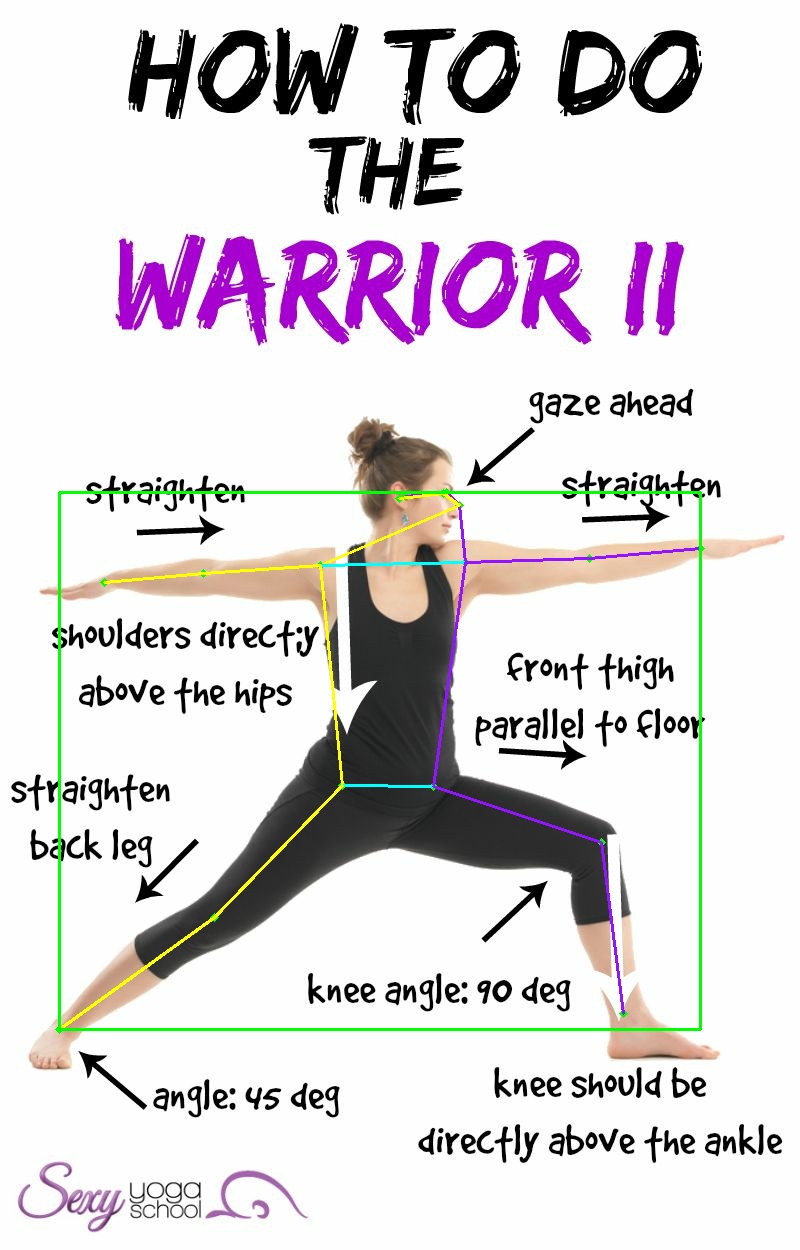 HOW TO DO
THE
WARRIOR II
gaze ahead
straighten
straighten
shoulders directy
above the hips
front thigh
parallel to floor
straighten
back leg
knee angle: 90 deg
angle: 45 deg
knee should be
directly above the ankle
Sexy yoga
school